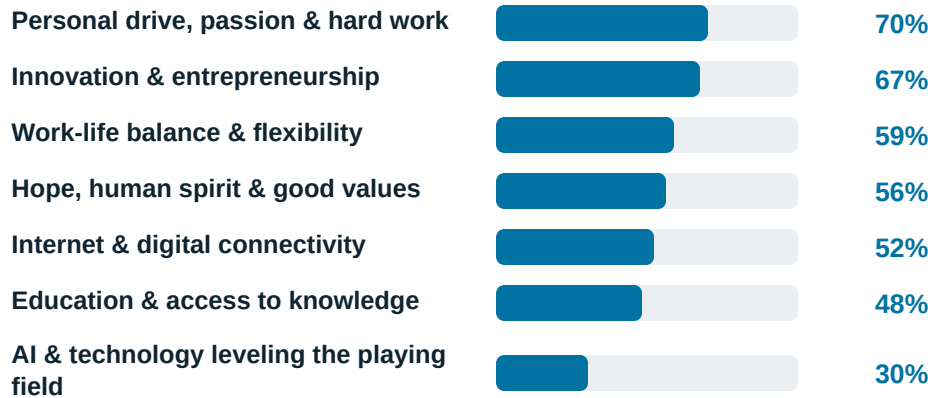 Personal drive, passion & hard work 70%
Innovation & entrepreneurship 67%
Work-life balance & flexibility 59%
Hope, human spirit & good values 56%
Internet & digital connectivity 52%
Education & access to knowledge 48%
AI & technology leveling the playing
field 30%